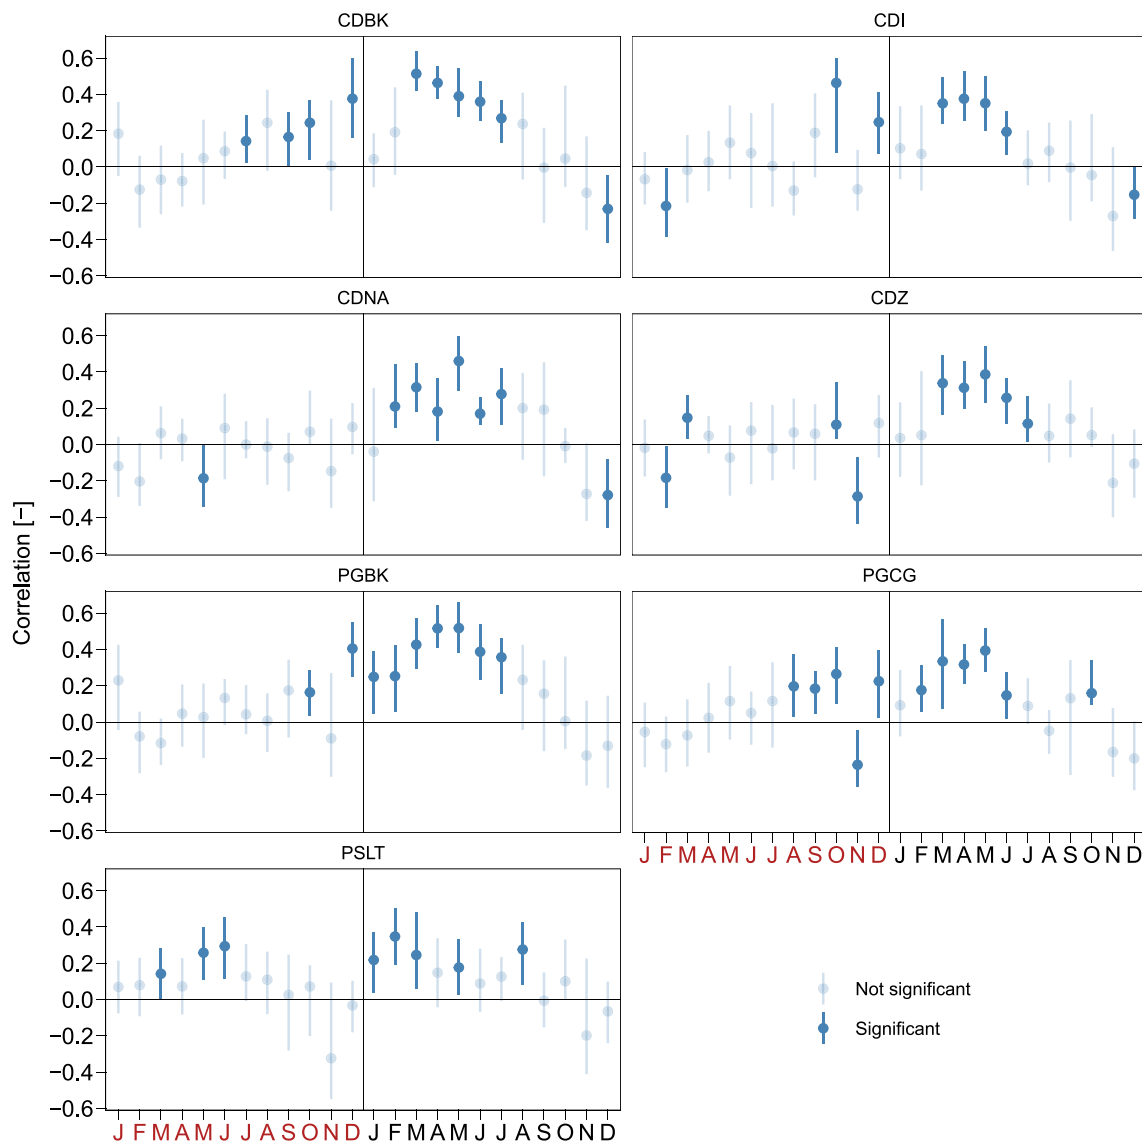 CDBK
CDI
0.6
0.4
0.2
0.0
−0.2
−0.4
−0.6
CDNA
CDZ
0.6
0.4
0.2
0.0
−0.2
−0.4
−0.6
PGBK
PGCG
0.6
0.4
0.2
0.0
−0.2
−0.4
−0.6
J F M A M J J A S O N D J F M A M J J A S O N D
PSLT
0.6
0.4
0.2
0.0
−0.2
−0.4
−0.6
J F M A M J J A S O N D J F M A M J J A S O N D
Correlation [−]
Not significant
Significant